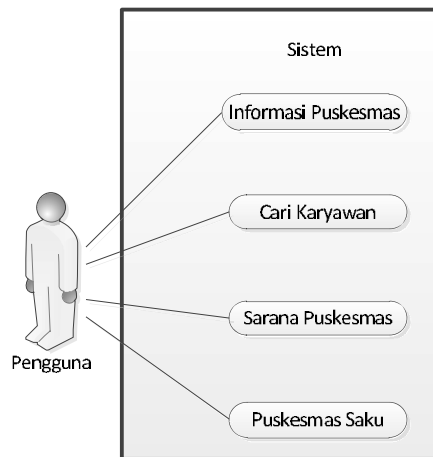 Sistem
Informasi Puskesmas
Cari Karyawan
Sarana Puskesmas
Pengguna
Puskesmas Saku